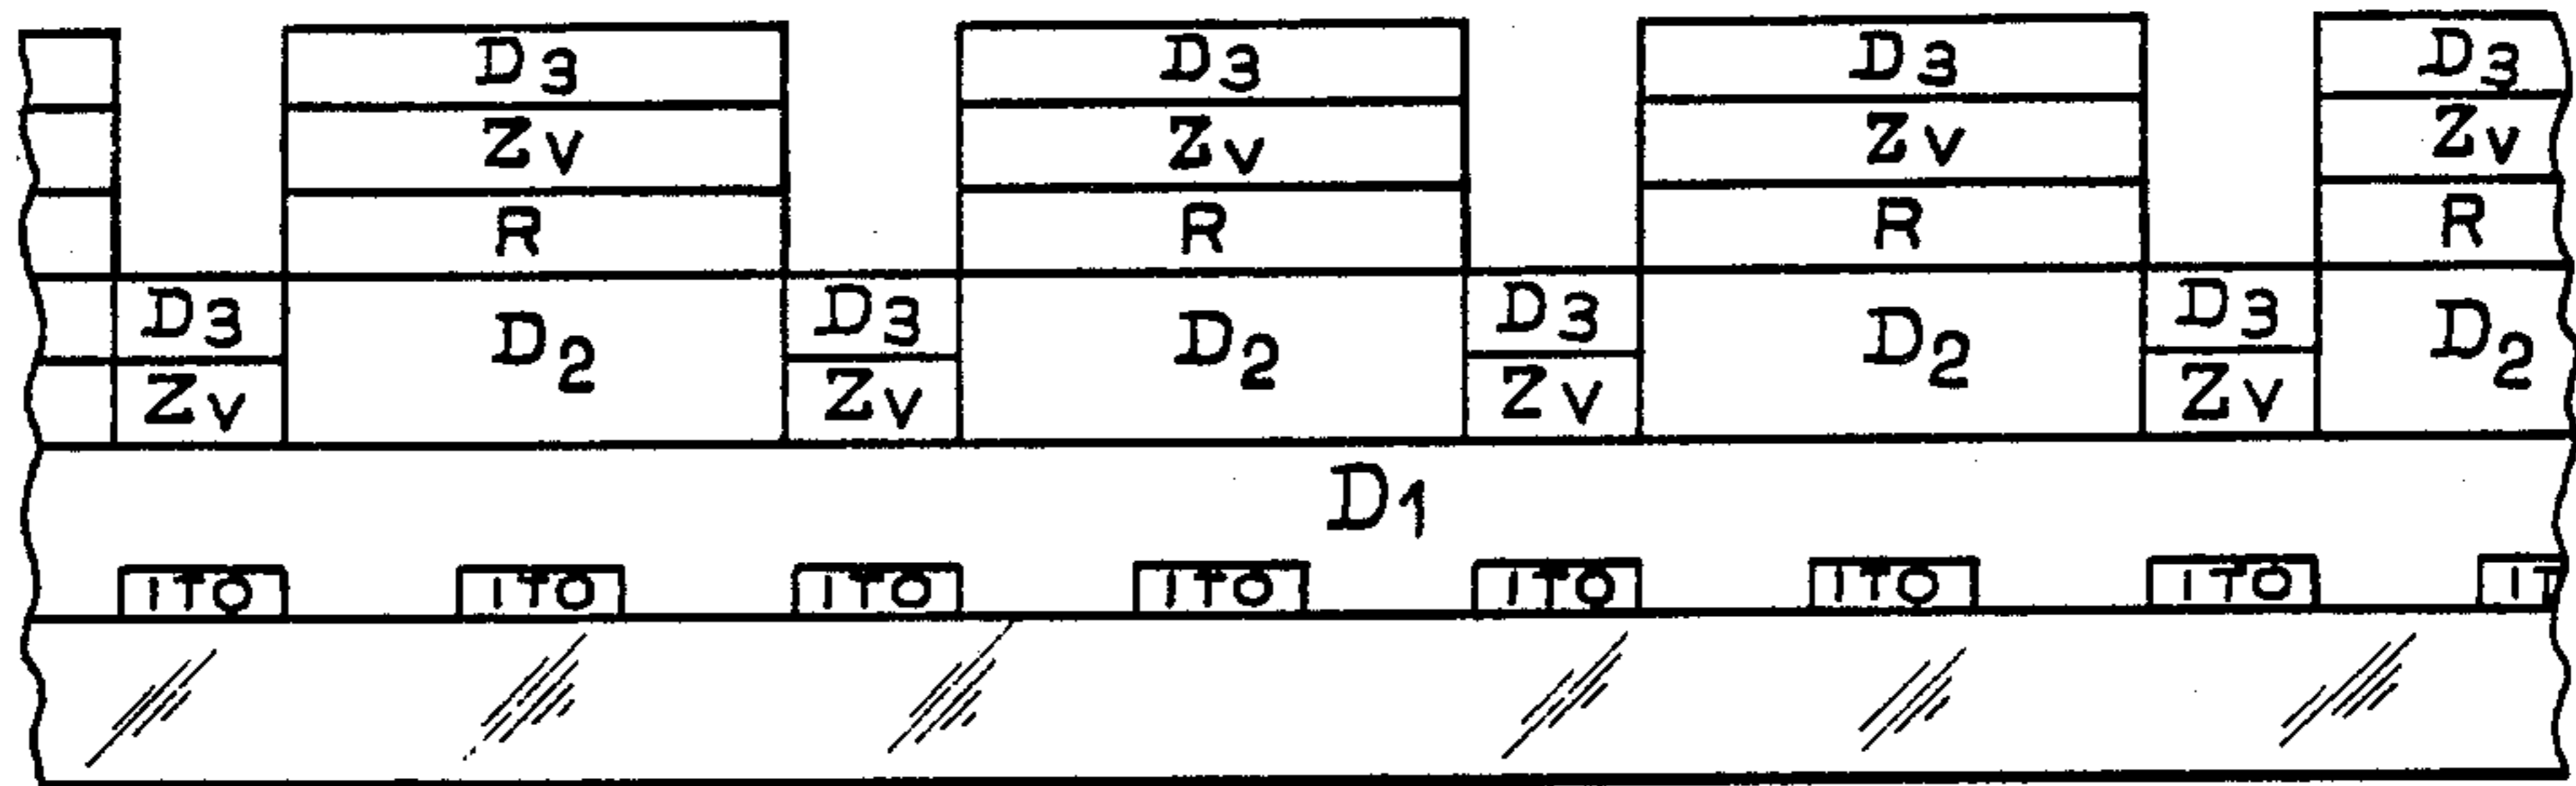 D3 D3 D3 D3
Zv Zv Zv Zv
R R R R
D3 D2 D3 D2 D3 D2 D3 D2
Zv Zv Zv Zv
D1
ITO ITO ITO ITO ITO ITO ITO IT